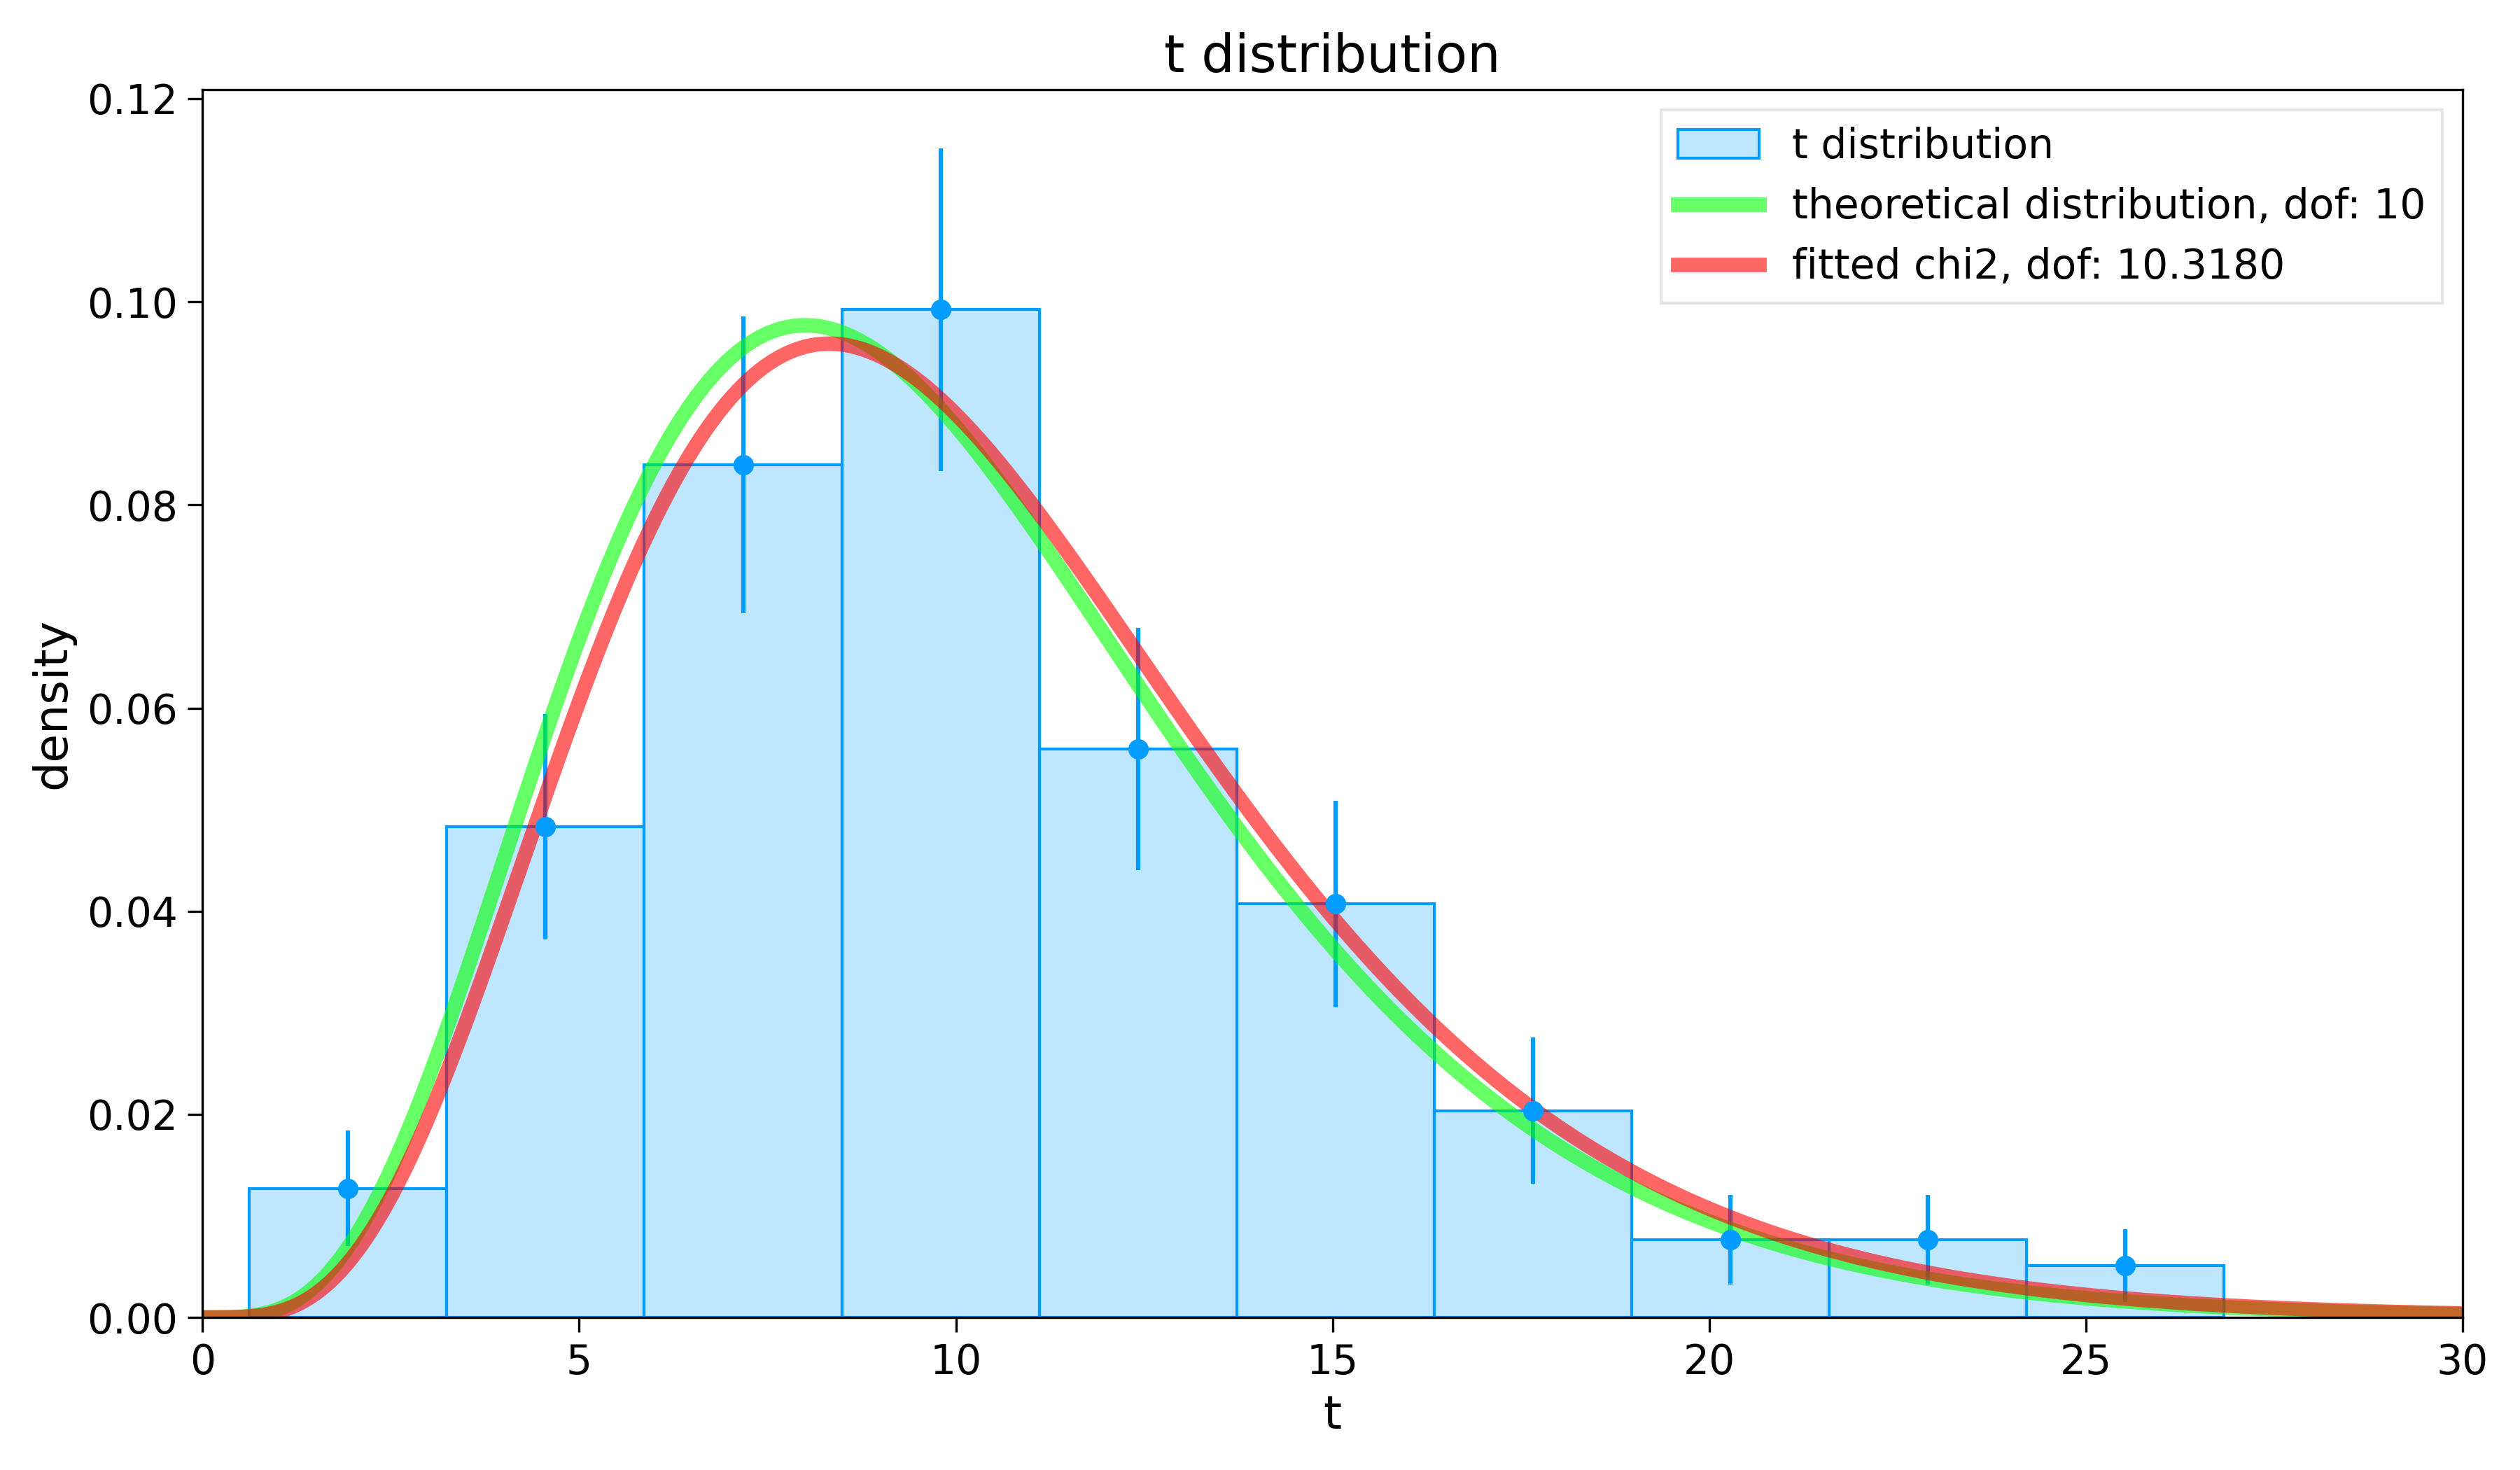 t distribution
t distribution
theoretical distribution, dof: 10
fitted chi2, dof: 10.3180
density
0.12
0.10
0.08
0.06
0.04
0.02
0.00
0 5 10 15 20 25 30
t